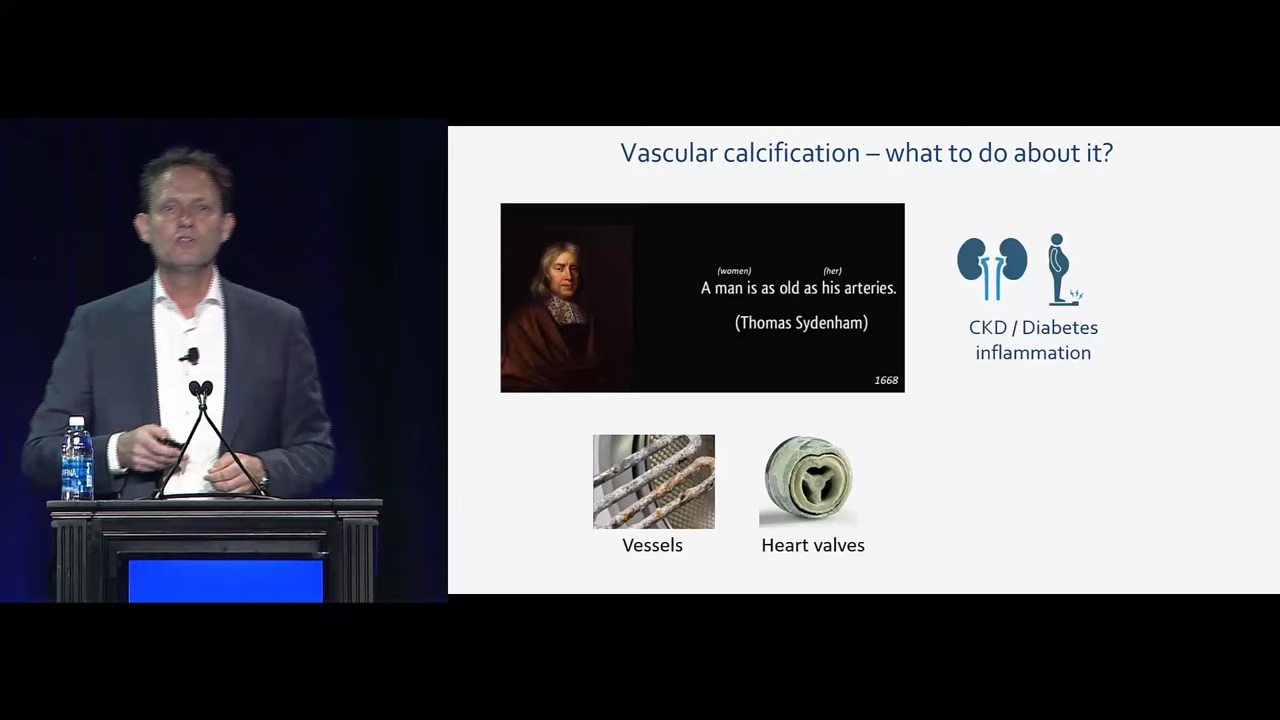 Vascular calcification – what to do about it?
(women) (her)
A man is as old as his arteries.
(Thomas Sydenham)
1668
CKD / Diabetes
inflammation
Vessels
Heart valves